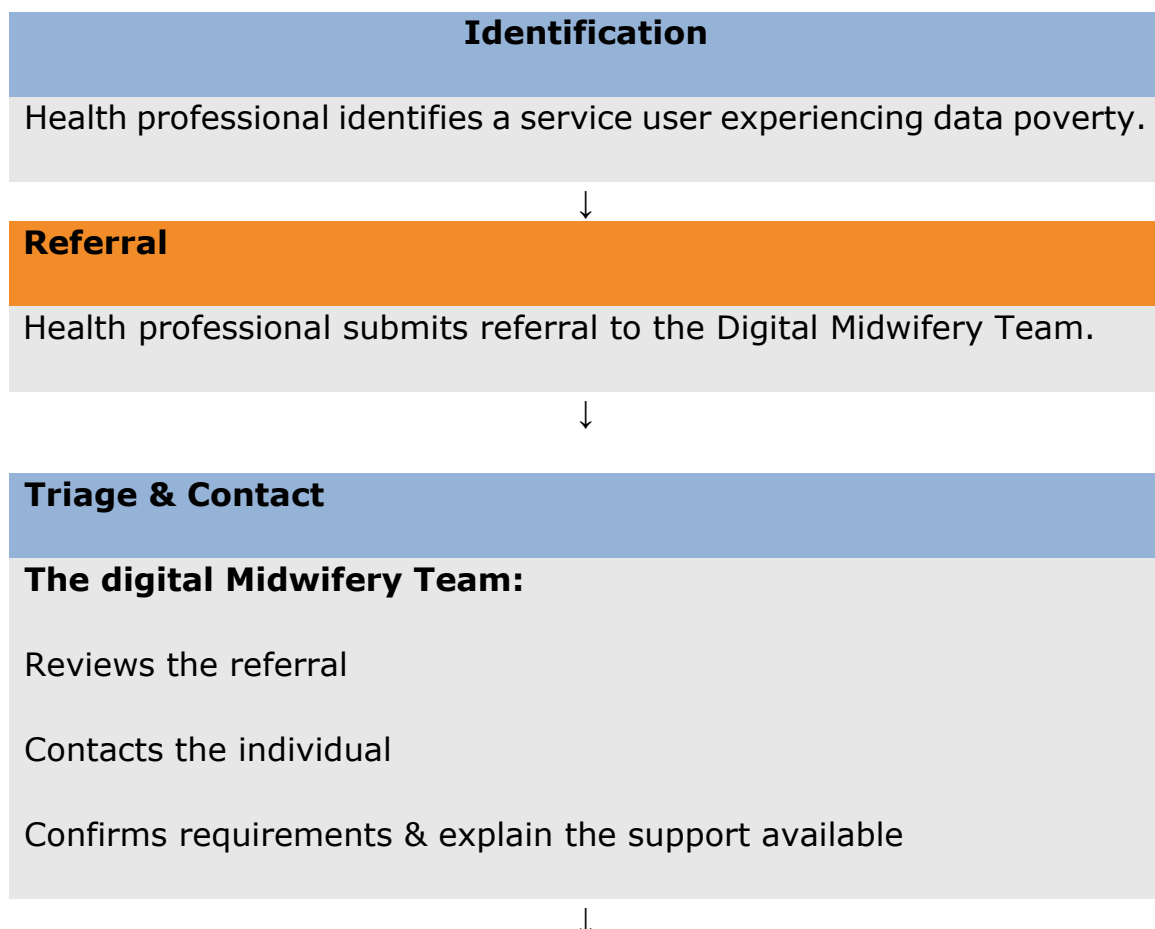 Identification
Health professional identifies a service user experiencing data poverty.
↓
Referral
Health professional submits referral to the Digital Midwifery Team.
↓
Triage & Contact
The digital Midwifery Team:
Reviews the referral
Contacts the individual
Confirms requirements & explain the support available
↓